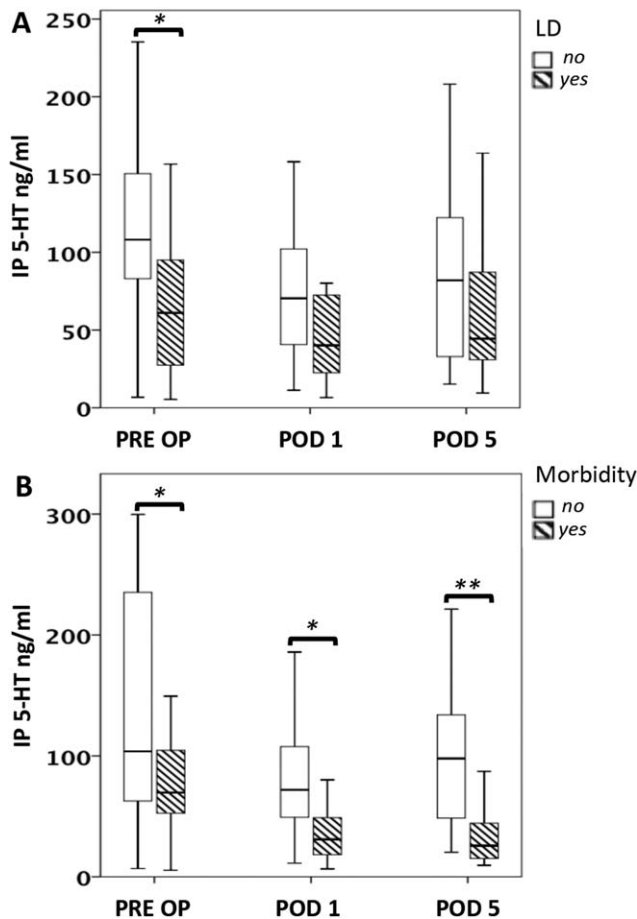 A
LD
no
yes
IP 5-HT ng/ml
250
200
150
100
50
0
*
PRE OP
POD 1
POD 5
B
Morbidity
no
yes
IP 5-HT ng/ml
300
200
100
0
*
*
**
PRE OP
POD 1
POD 5